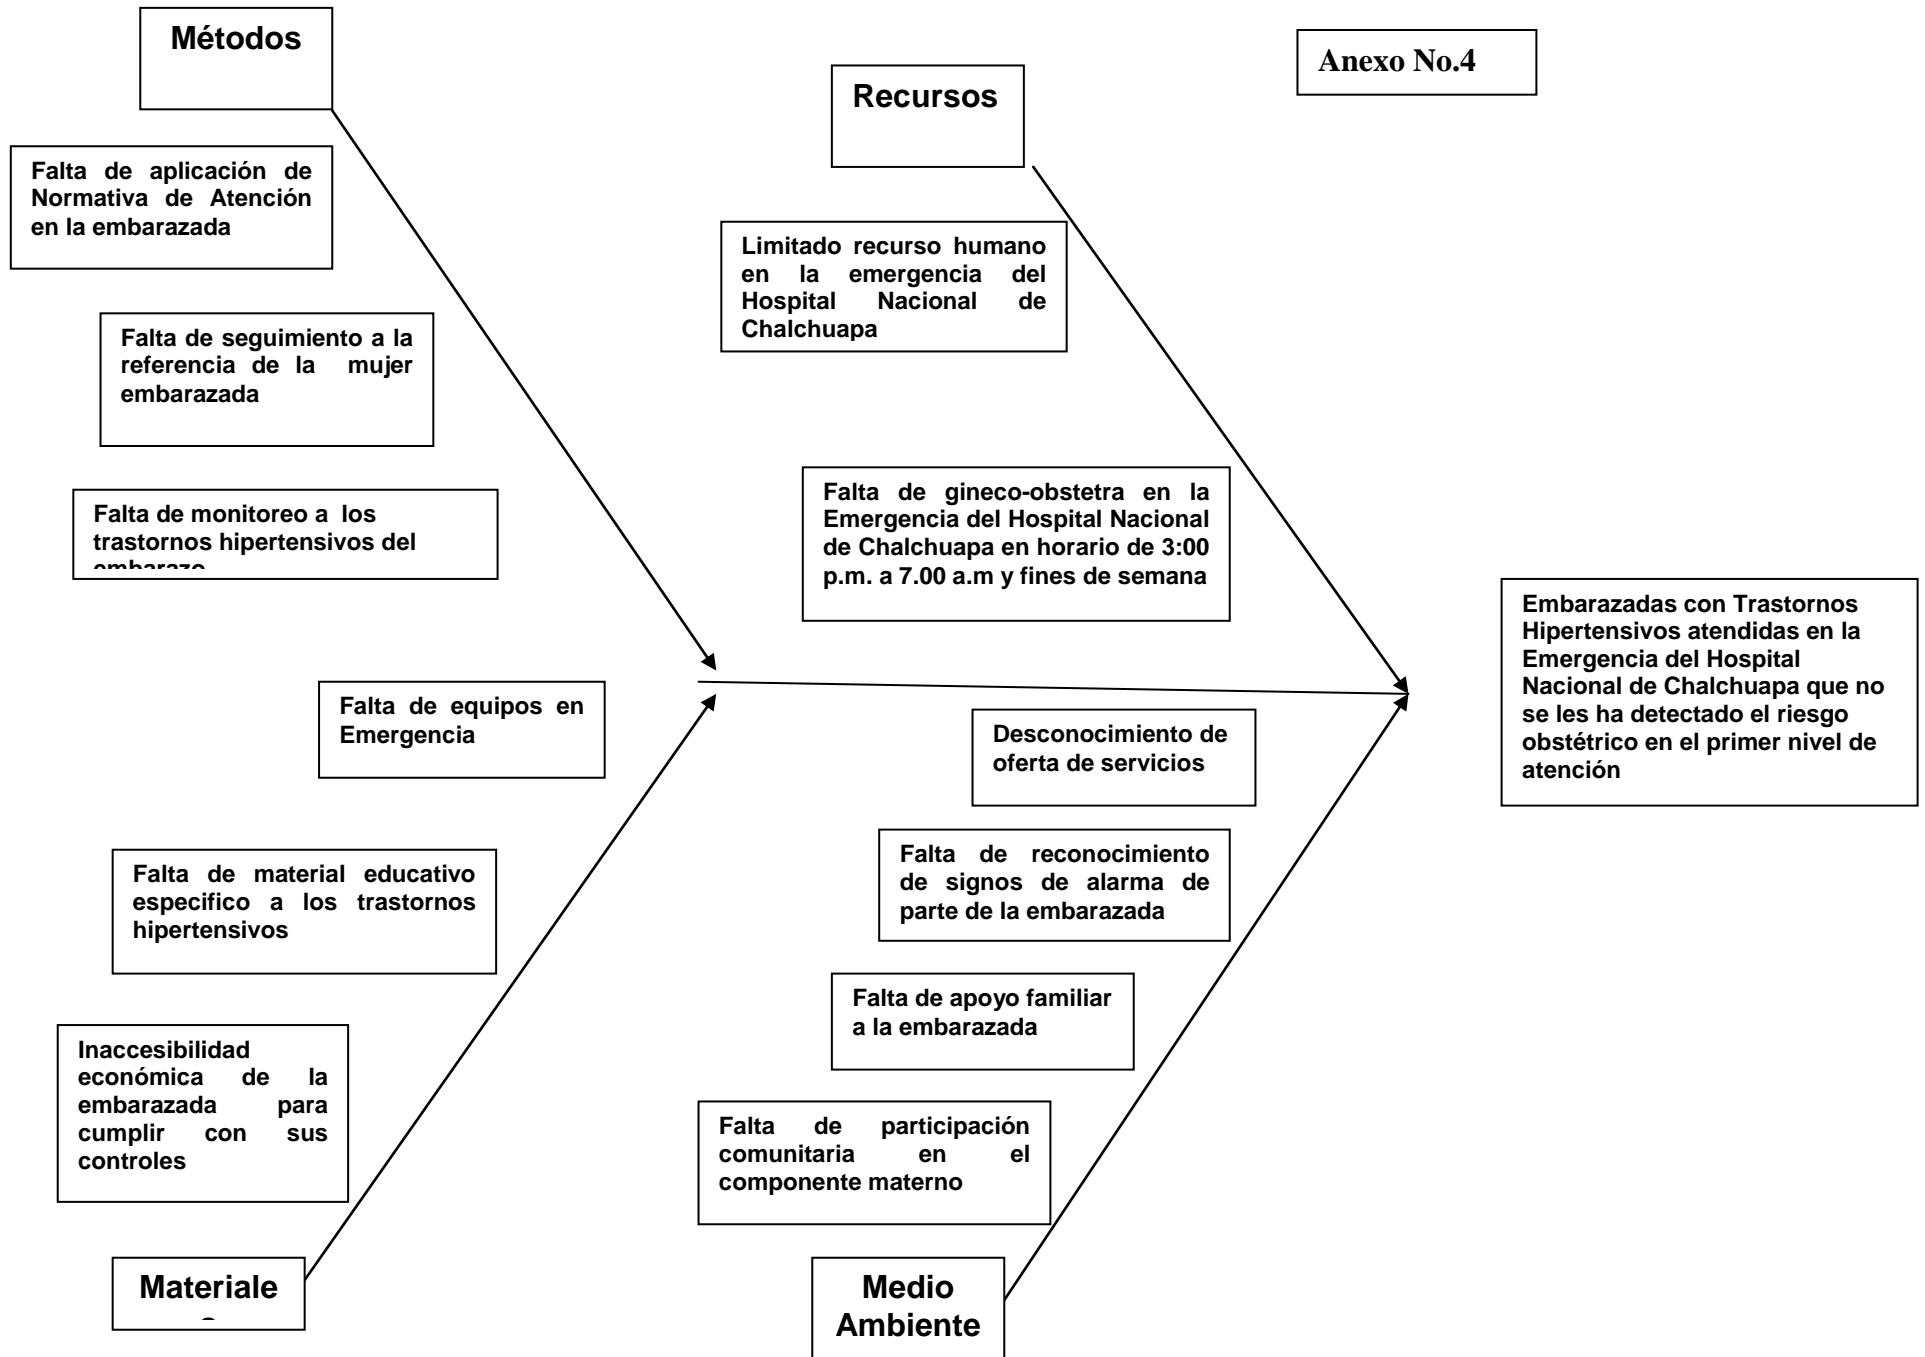 Métodos
Recursos
Anexo No.4
Falta de aplicación de
Normativa de Atención
en la embarazada
Limitado recurso humano
en la emergencia del
Hospital Nacional de
Chalchuapa
Falta de seguimiento a la
referencia de la mujer
embarazada
Falta de monitoreo a los
trastornos hipertensivos del
embarazo
Falta de gineco-obstetra en la
Emergencia del Hospital Nacional
de Chalchuapa en horario de 3:00
p.m. a 7.00 a.m y fines de semana
Embarazadas con Trastornos
Hipertensivos atendidas en la
Emergencia del Hospital
Nacional de Chalchuapa que no
se les ha detectado el riesgo
obstétrico en el primer nivel de
atención
Falta de equipos en
Emergencia
Desconocimiento de
oferta de servicios
Falta de material educativo
especifico a los trastornos
hipertensivos
Falta de reconocimiento
de signos de alarma de
parte de la embarazada
Falta de apoyo familiar
a la embarazada
Inaccesibilidad
económica de la
embarazada para
cumplir con sus
controles
Falta de participación
comunitaria en el
componente materno
Materiale
Medio
Ambiente